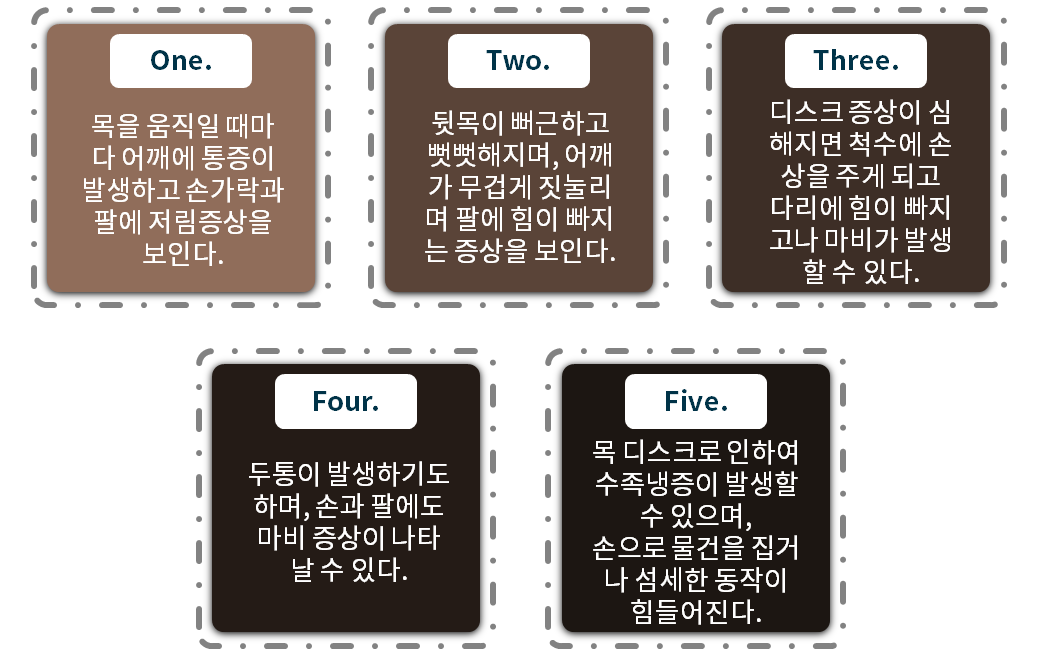 One.
목을 움직일 때마
다 어깨에 통증이
발생하고 손가락과
팔에 저림증상을
보인다.
Two.
뒷목이 뻐근하고
뻣뻣해지며, 어깨
가 무겁게 짓눌리
며 팔에 힘이 빠지
는 증상을 보인다.
Three.
디스크 증상이 심
해지면 척수에 손
상을 주게 되고
다리에 힘이 빠지
고나 마비가 발생
할 수 있다.
Four.
두통이 발생하기도
하며, 손과 팔에도
마비 증상이 나타
날 수 있다.
Five.
목 디스크로 인하여
수족냉증이 발생할
수 있으며,
손으로 물건을 집거
나 섬세한 동작이
힘들어진다.